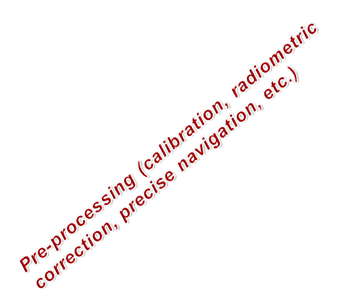 Pre-processing (calibration, radiometric
correction, precise navigation, etc.)